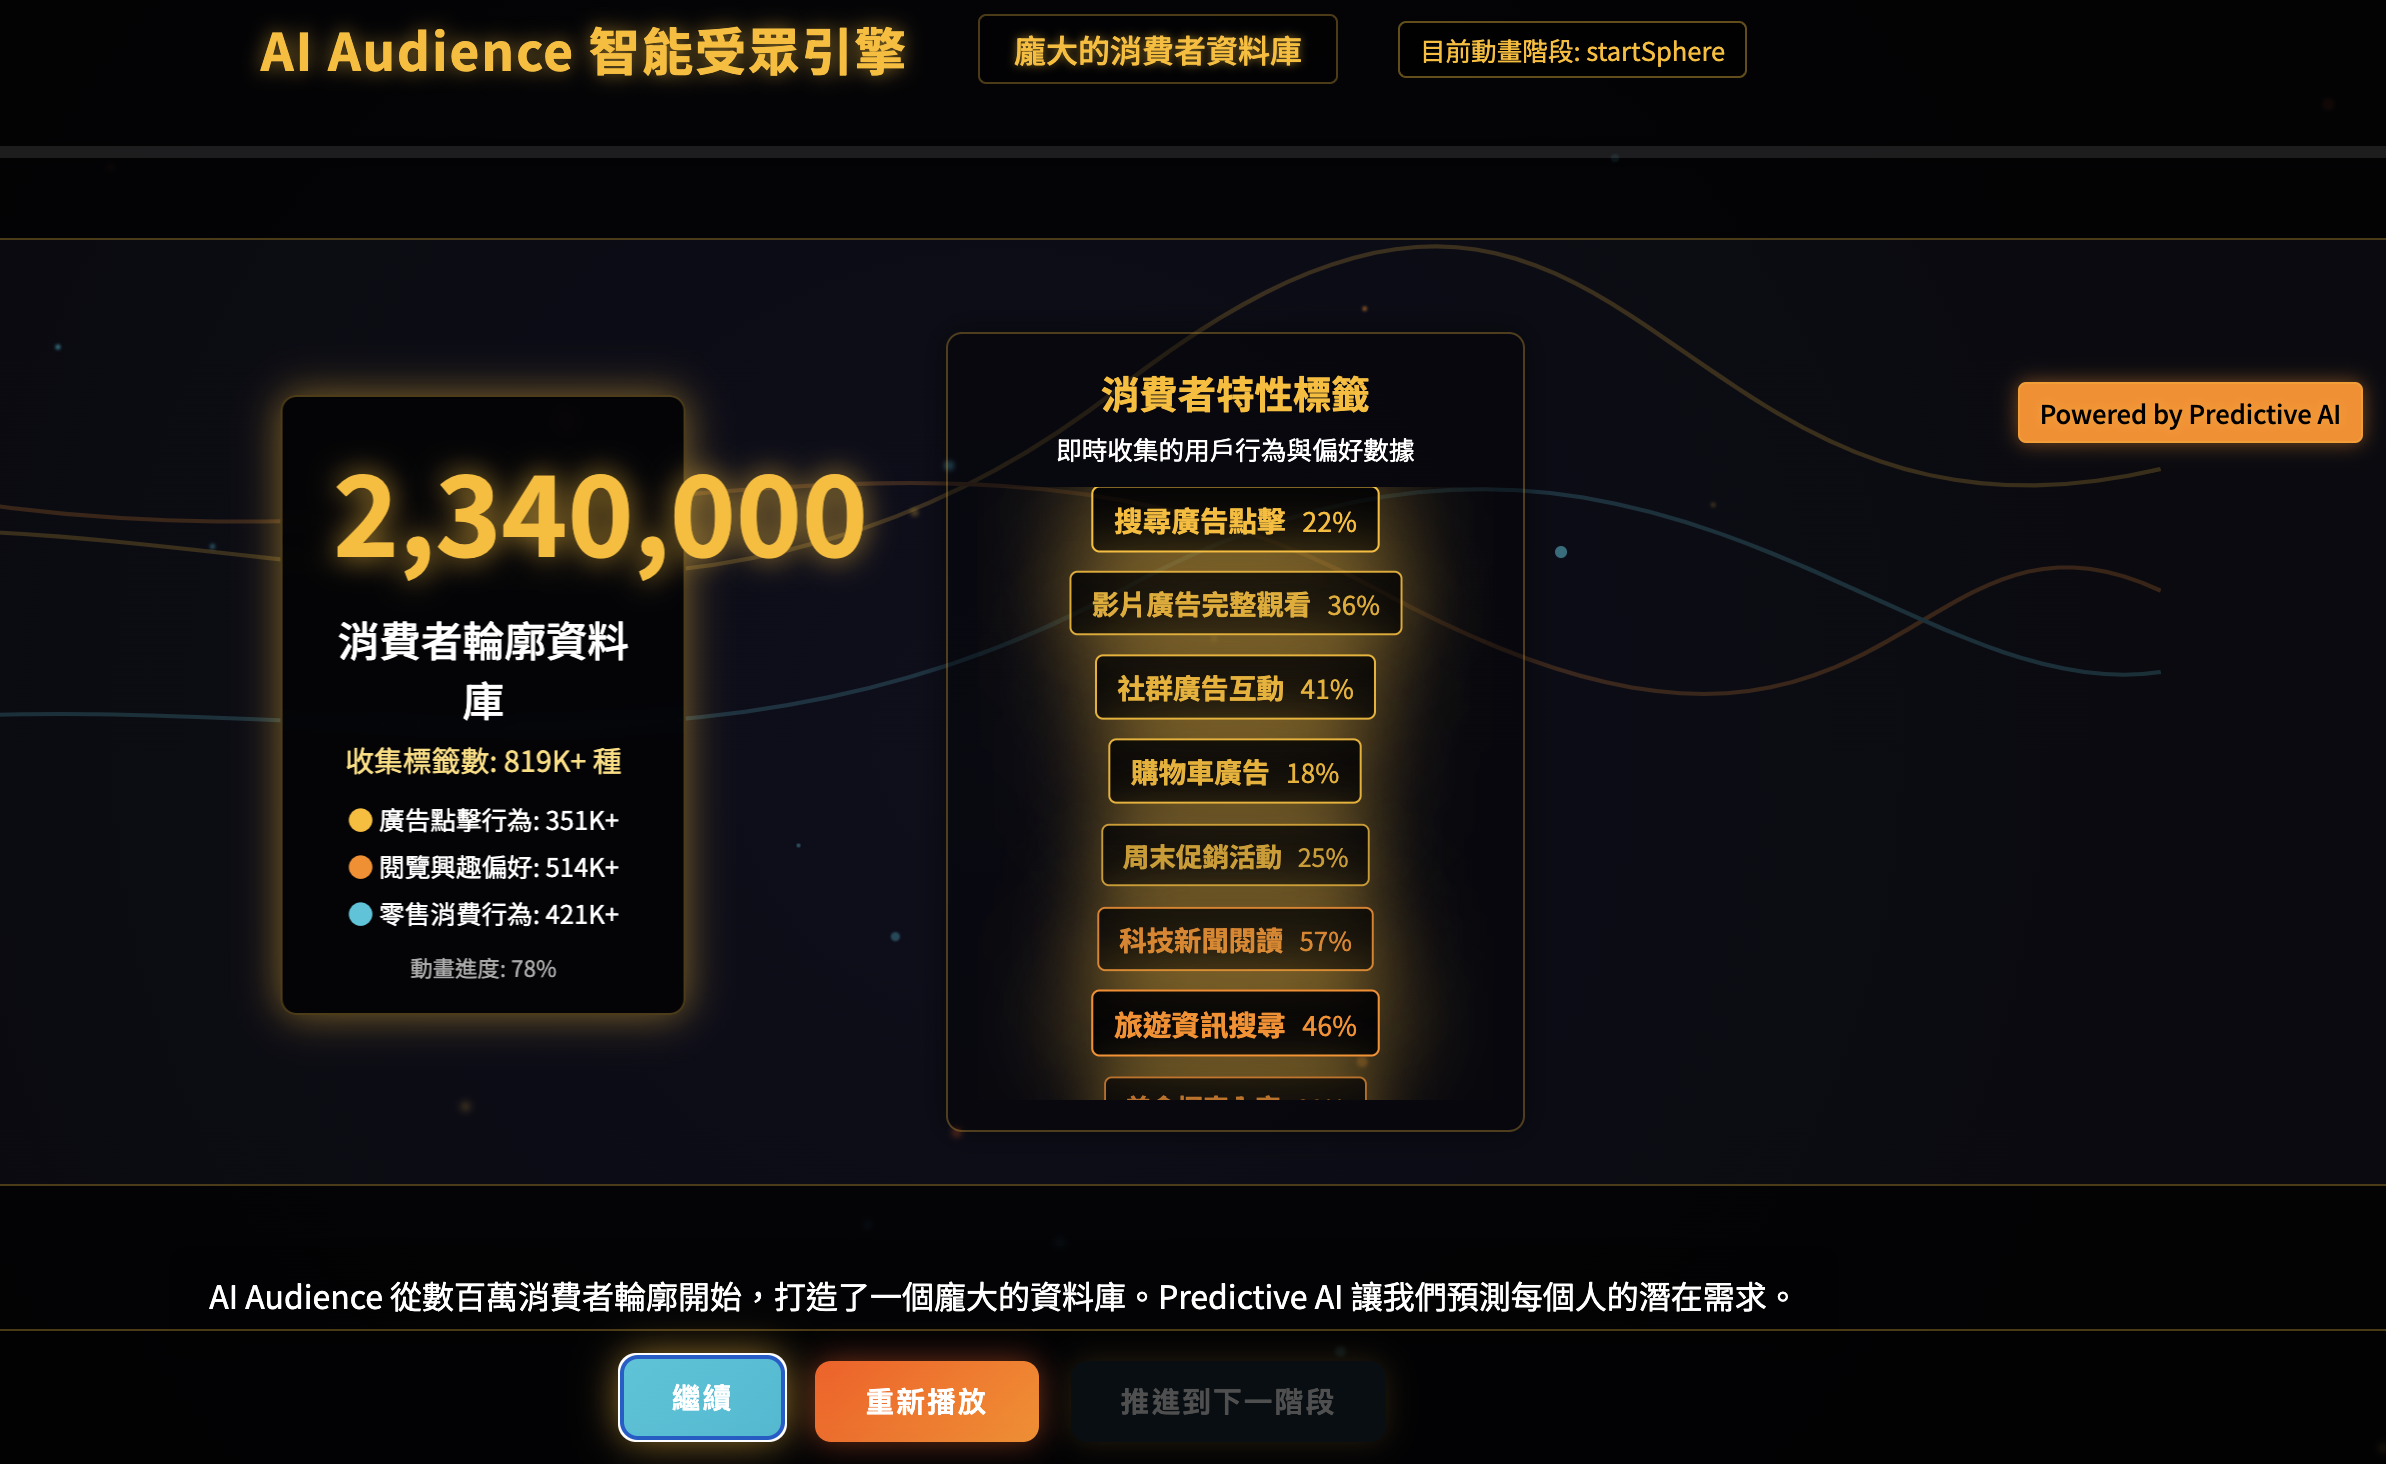 AI Audience 智能受眾引擎
龐大的消費者資料庫
目前動畫階段: startSphere
2,340,000
消費者輪廓資料
庫
收集標籤數: 819K+ 種
廣告點擊行為: 351K+
閱覽興趣偏好: 514K+
零售消費行為: 421K+
動畫進度: 78%
消費者特性標籤
即時收集的用戶行為與偏好數據
搜尋廣告點擊 22%
影片廣告完整觀看 36%
社群廣告互動 41%
購物車廣告 18%
周末促銷活動 25%
科技新聞閱讀 57%
旅遊資訊搜尋 46%
Powered by Predictive AI
AI Audience 從數百萬消費者輪廓開始，打造了一個龐大的資料庫。Predictive AI 讓我們預測每個人的潛在需求。
繼續
重新播放
推進到下一階段